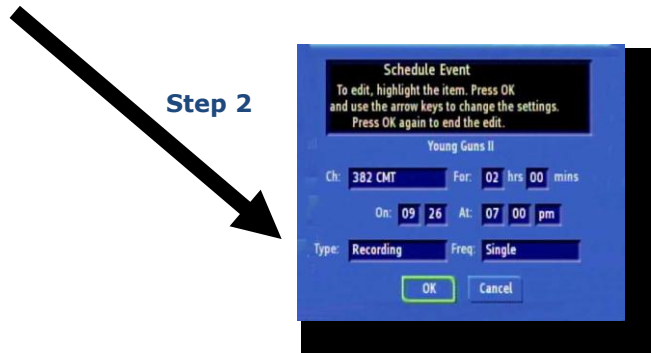 Step 2
Schedule Event
To edit, highlight the item. Press OK
and use the arrow keys to change the settings.
Press OK again to end the edit.
Young Guns II
Ch: 382 CMT For: 02 hrs 00 mins
On: 09 26 At: 07 00 pm
Type: Recording Freq: Single
OK Cancel